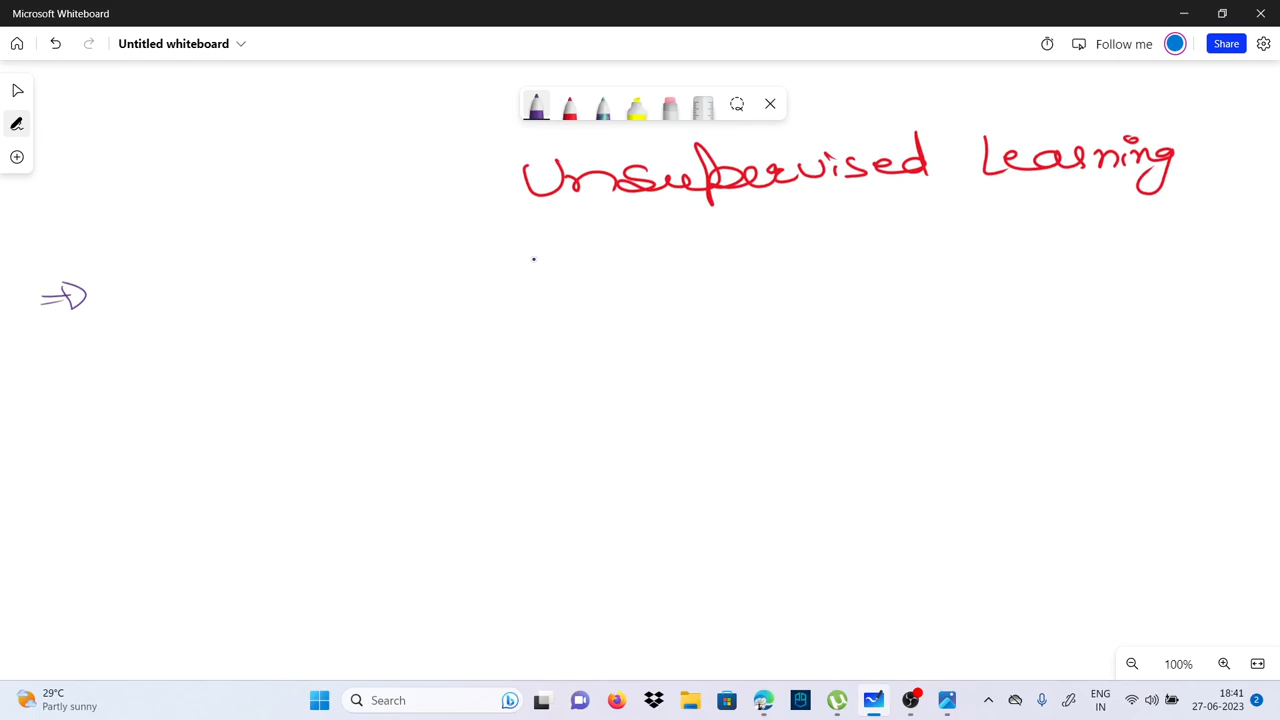 Microsoft Whiteboard
Untitled whiteboard
Follow me
Share
Unsupervised Learning
⇒
100%
29°C
Partly sunny
Search
ENG
IN
18:41
27-06-2023
2